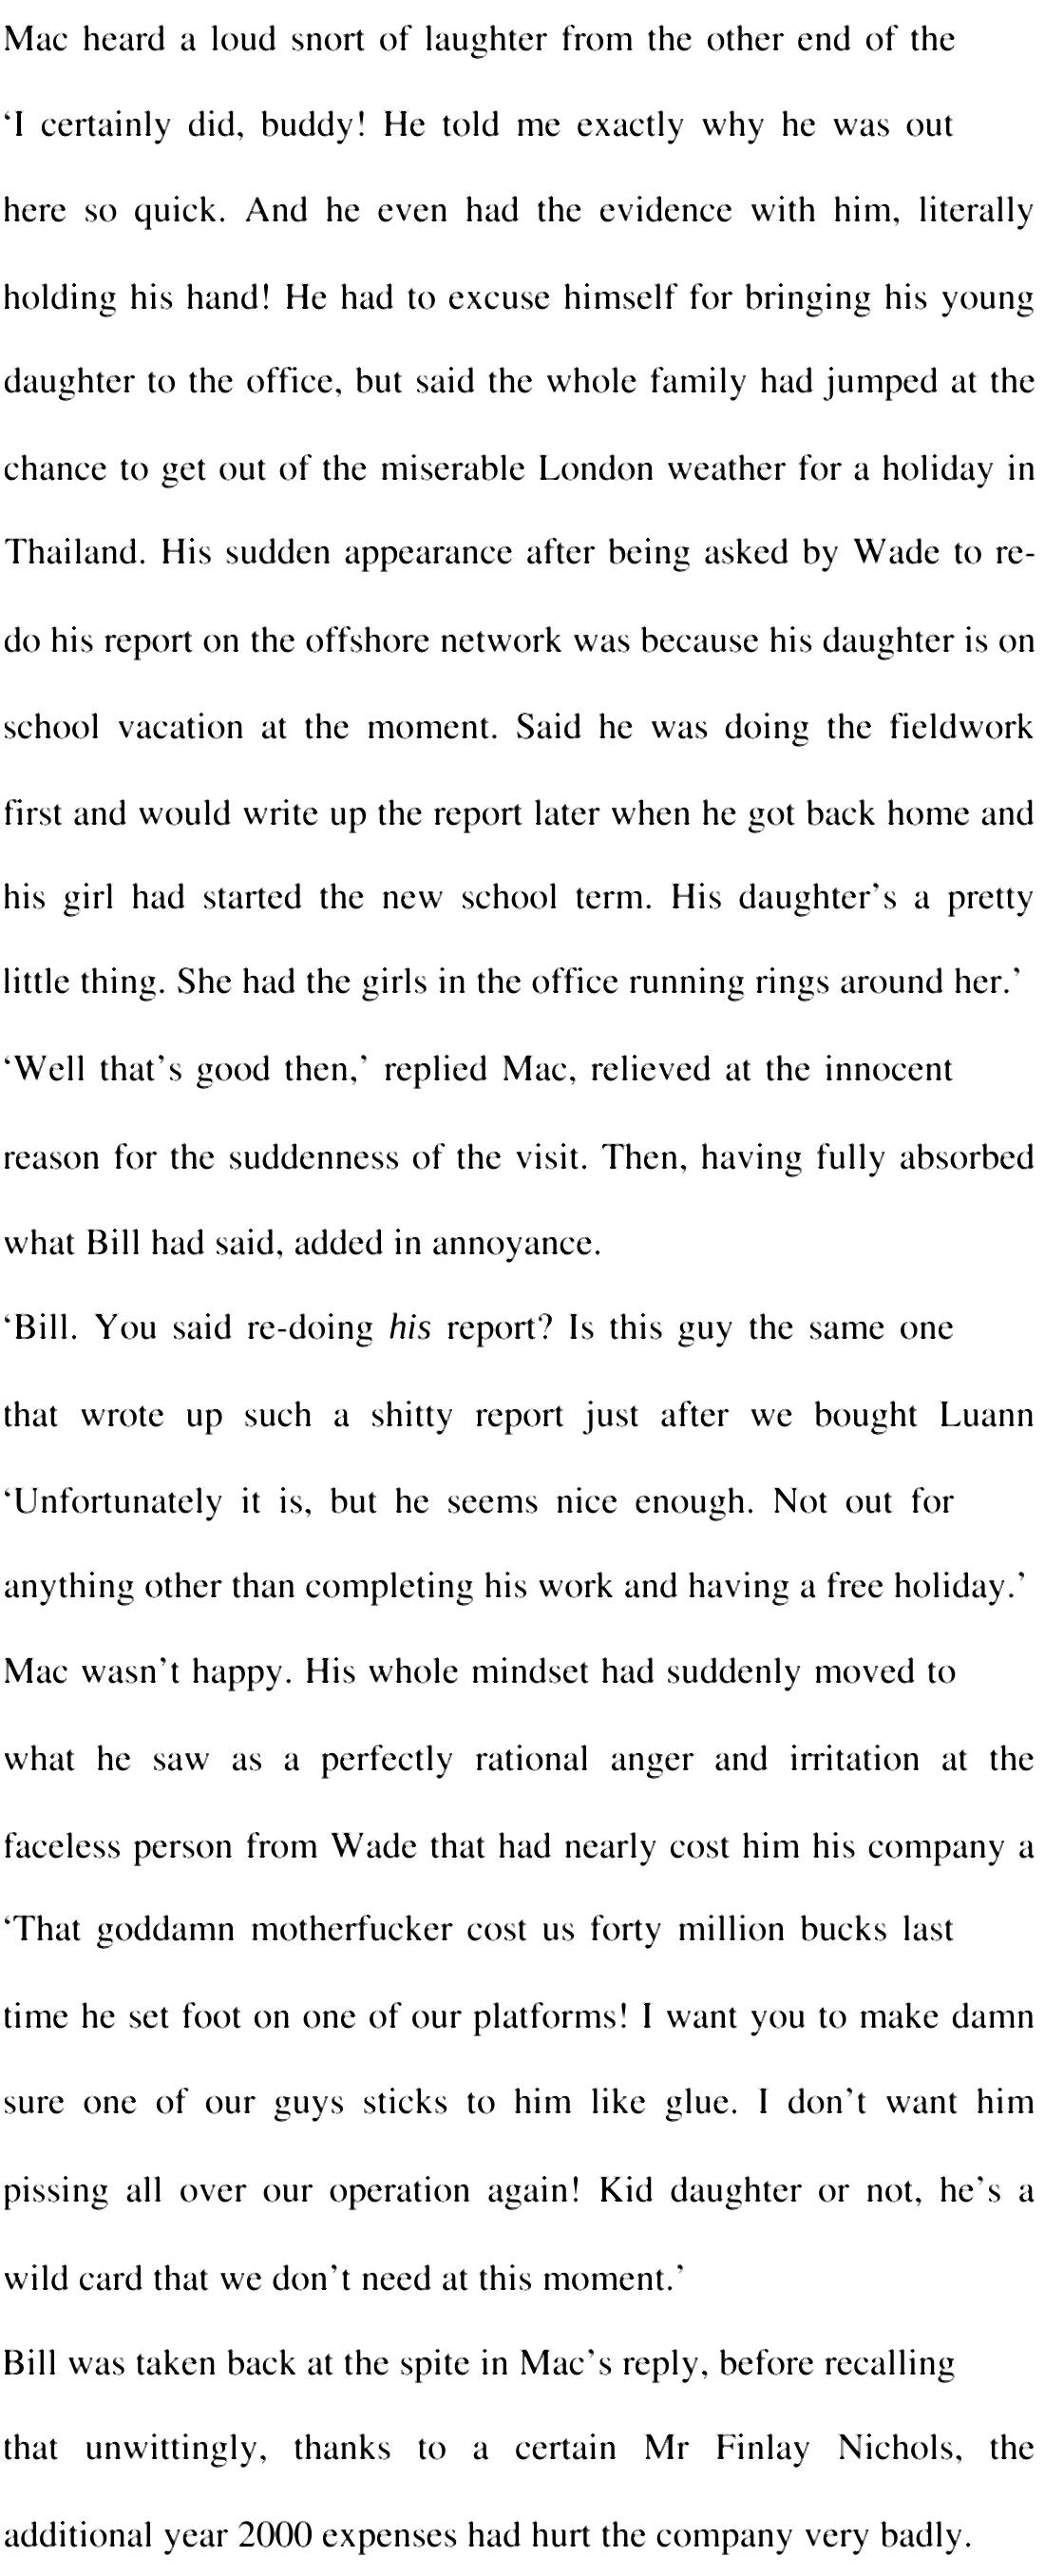 Mac heard a loud snort of laughter from the other end of the
‘I certainly did, buddy! He told me exactly why he was out
here so quick. And he even had the evidence with him, literally
holding his hand! He had to excuse himself for bringing his young
daughter to the office, but said the whole family had jumped at the
chance to get out of the miserable London weather for a holiday in
Thailand. His sudden appearance after being asked by Wade to re-
do his report on the offshore network was because his daughter is on
school vacation at the moment. Said he was doing the fieldwork
first and would write up the report later when he got back home and
his girl had started the new school term. His daughter’s a pretty
little thing. She had the girls in the office running rings around her.’
‘Well that’s good then,’ replied Mac, relieved at the innocent
reason for the suddenness of the visit. Then, having fully absorbed
what Bill had said, added in annoyance.
‘Bill. You said re-doing his report? Is this guy the same one
that wrote up such a shitty report just after we bought Luann
‘Unfortunately it is, but he seems nice enough. Not out for
anything other than completing his work and having a free holiday.’
Mac wasn’t happy. His whole mindset had suddenly moved to
what he saw as a perfectly rational anger and irritation at the
faceless person from Wade that had nearly cost him his company a
‘That goddamn motherfucker cost us forty million bucks last
time he set foot on one of our platforms! I want you to make damn
sure one of our guys sticks to him like glue. I don’t want him
pissing all over our operation again! Kid daughter or not, he’s a
wild card that we don’t need at this moment.’
Bill was taken back at the spite in Mac’s reply, before recalling
that unwittingly, thanks to a certain Mr Finlay Nichols, the
additional year 2000 expenses had hurt the company very badly.